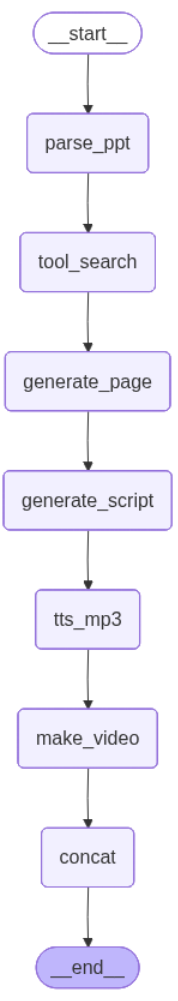 __start__
parse_ppt
tool_search
generate_page
generate_script
tts_mp3
make_video
concat
__end__